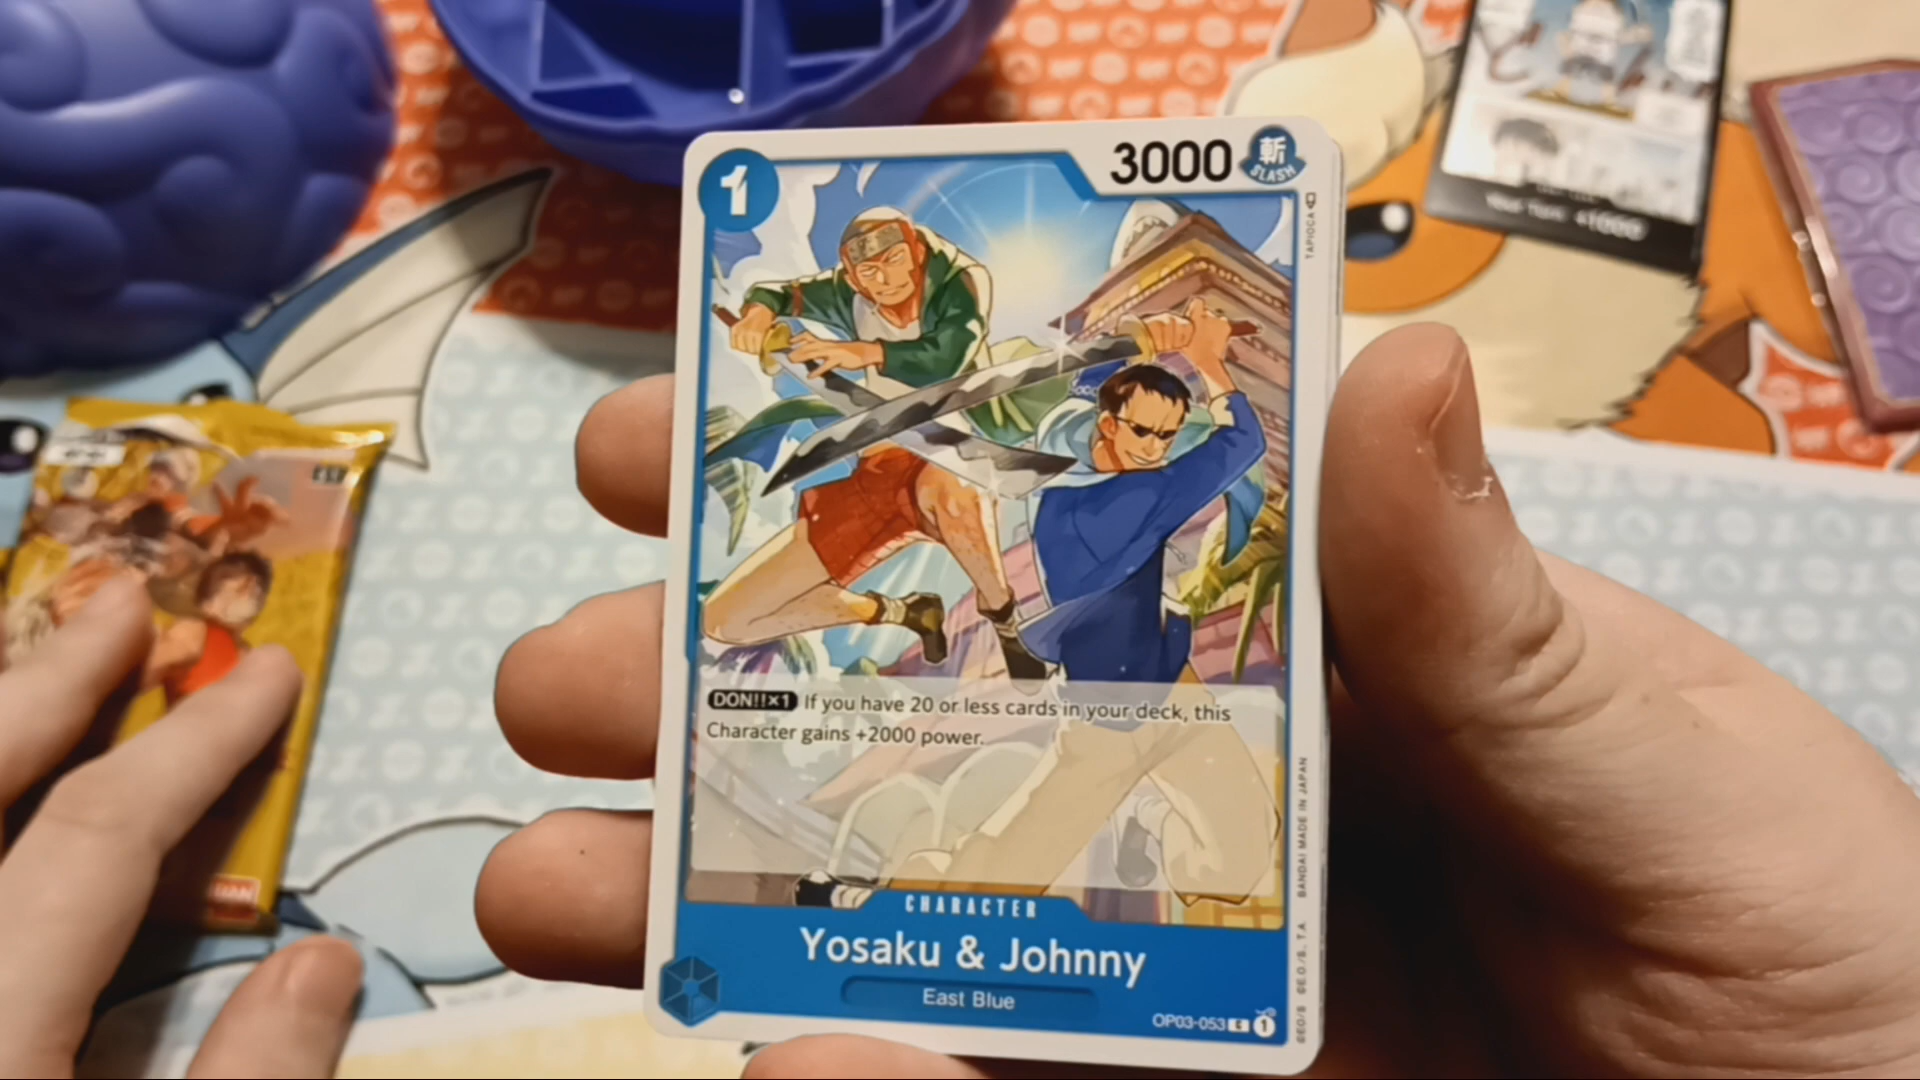 1
3000
斬
SLASH
TAPIOCA
DON!!×1 If you have 20 or less cards in your deck, this
Character gains +2000 power.
CHARACTER
Yosaku & Johnny
East Blue
OP03-053 C 1
BANDAI MADE IN JAPAN
Your Turn +1000